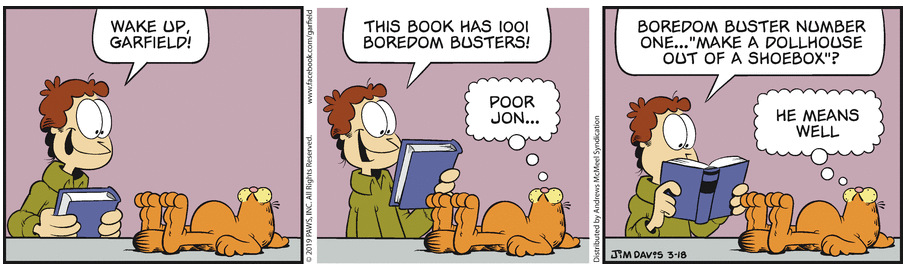 WAKE UP,
GARFIELD!
www.facebook.com/garfield
© 2019 PAWS, INC. All Rights Reserved.
THIS BOOK HAS 1001
BOREDOM BUSTERS!
POOR
JON...
Distributed by Andrews McMeel Syndication
BOREDOM BUSTER NUMBER
ONE..."MAKE A DOLLHOUSE
OUT OF A SHOEBOX"?
HE MEANS
WELL
JIM DAVIS 3-18